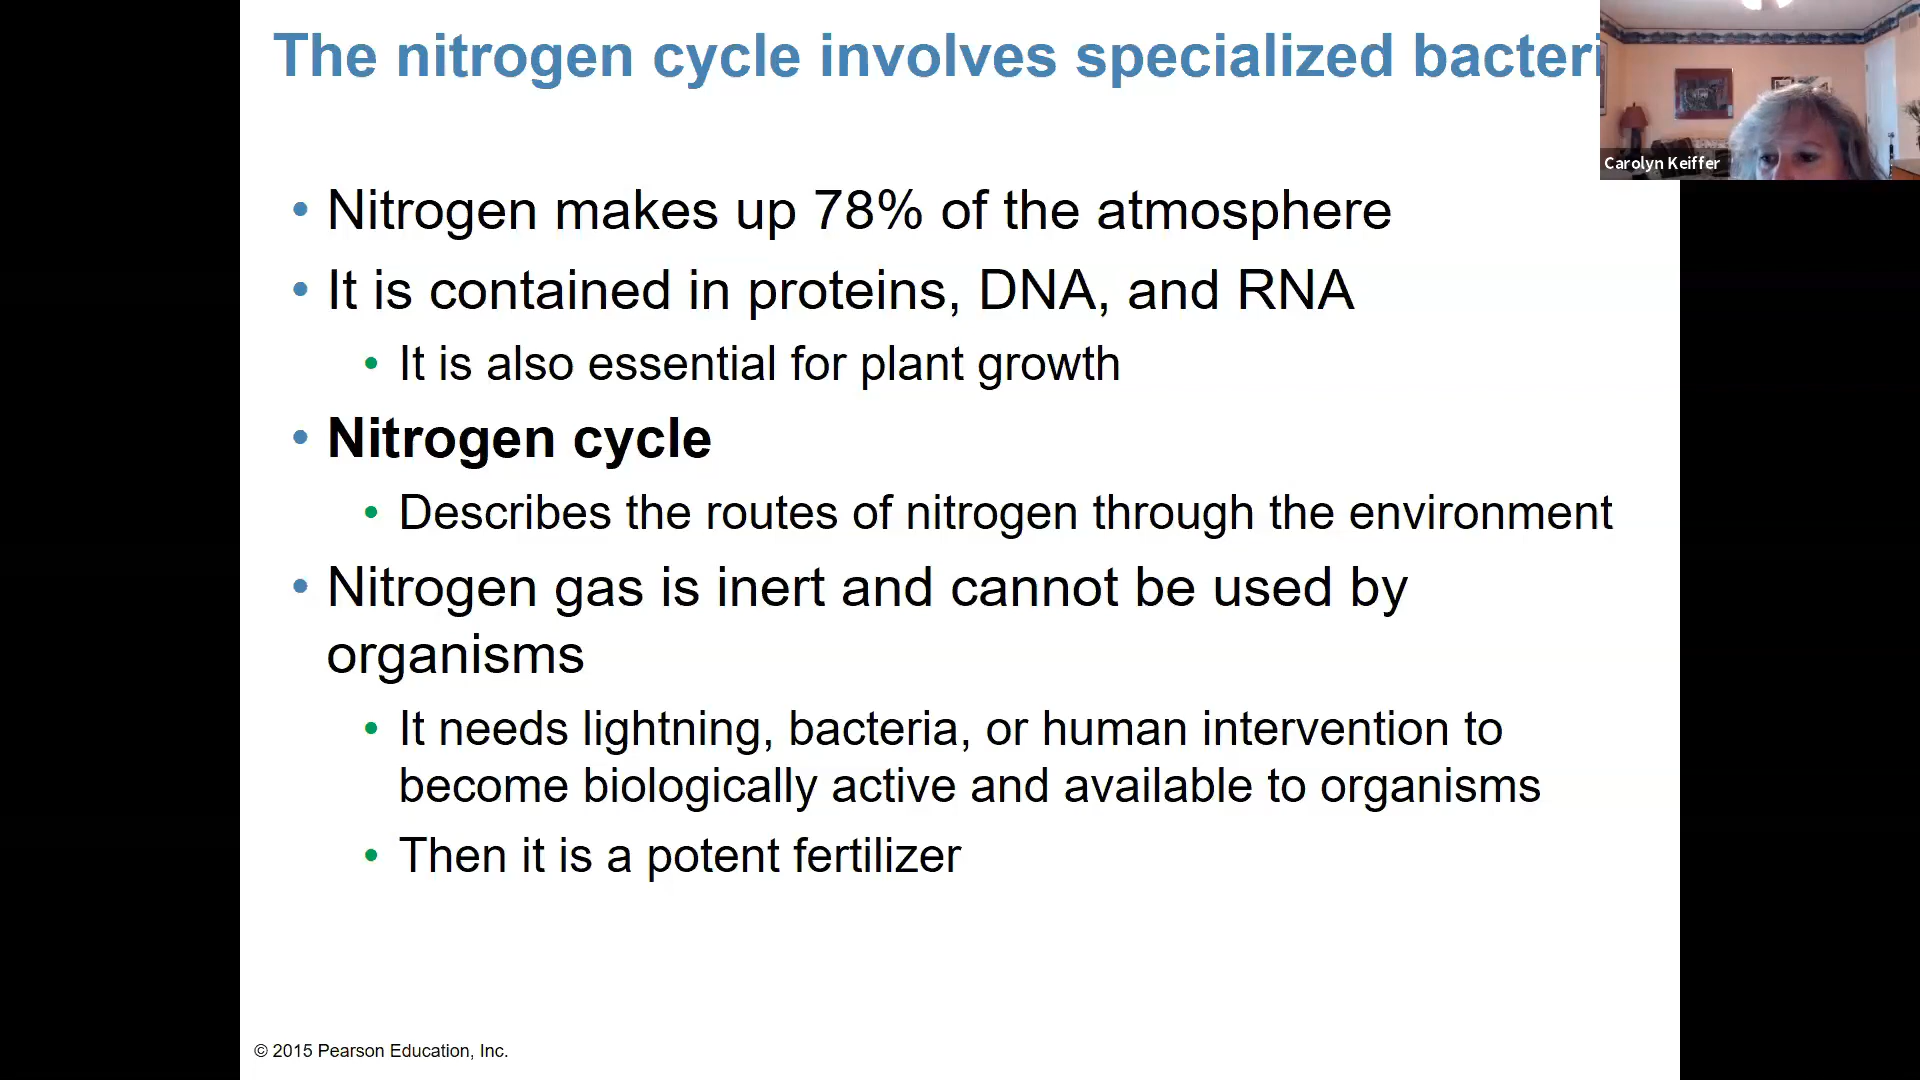 The nitrogen cycle involves specialized bacteri
Carolyn Keiffer
• Nitrogen makes up 78% of the atmosphere
• It is contained in proteins, DNA, and RNA
• It is also essential for plant growth
• Nitrogen cycle
• Describes the routes of nitrogen through the environment
• Nitrogen gas is inert and cannot be used by
organisms
• It needs lightning, bacteria, or human intervention to
become biologically active and available to organisms
• Then it is a potent fertilizer
© 2015 Pearson Education, Inc.